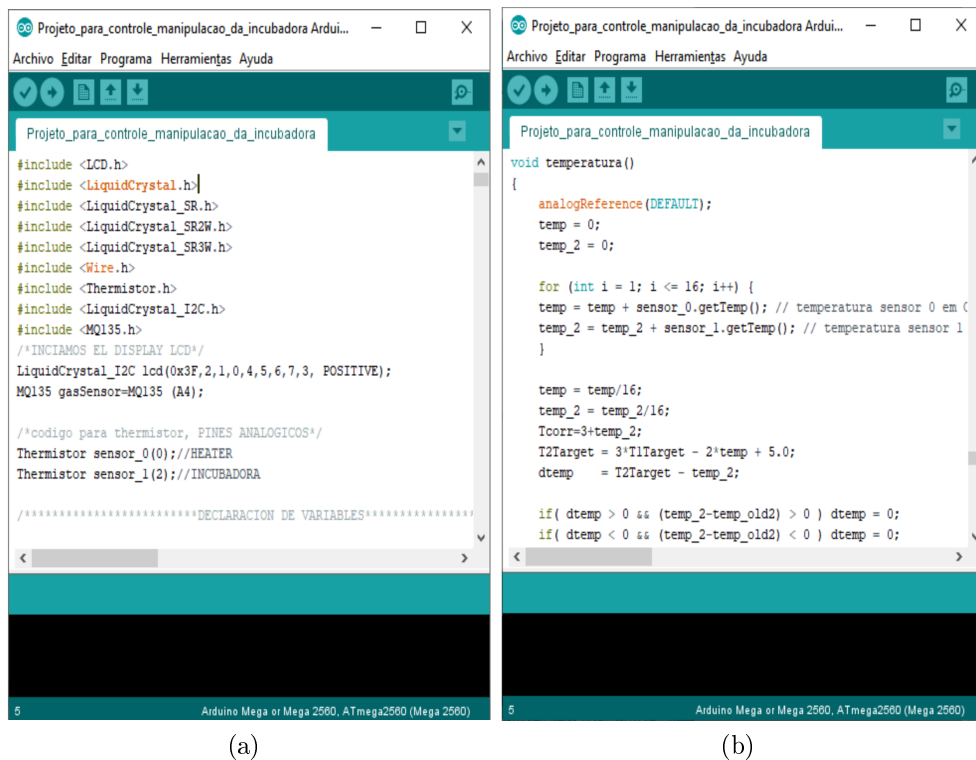 Projeto_para_controle_manipulacao_da_incubadora Ardui...
Archivo Editar Programa Herramientas Ayuda
Projeto_para_controle_manipulacao_da_incubadora
#include <LCD.h>
#include <LiquidCrystal.h>
#include <LiquidCrystal_SR.h>
#include <LiquidCrystal_SR2W.h>
#include <LiquidCrystal_SR3W.h>
#include <Wire.h>
#include <Thermistor.h>
#include <LiquidCrystal_I2C.h>
#include <MQ135.h>
/*INCIAMOS EL DISPLAY LCD*/
LiquidCrystal_I2C lcd(0x3F,2,1,0,4,5,6,7,3, POSITIVE);
MQ135 gasSensor=MQ135 (A4);
/*codigo para thermistor, PINES ANALOGICOS*/
Thermistor sensor_0(0);//HEATER
Thermistor sensor_1(2);//INCUBADORA
/*************************DECLARACION DE VARIABLES****************
5 Arduino Mega or Mega 2560, ATmega2560 (Mega 2560)
(a)
Projeto_para_controle_manipulacao_da_incubadora Ardui...
Archivo Editar Programa Herramientas Ayuda
Projeto_para_controle_manipulacao_da_incubadora
void temperatura()
{
analogReference(DEFAULT);
temp = 0;
temp_2 = 0;
for (int i = 1; i <= 16; i++) {
temp = temp + sensor_0.getTemp(); // temperatura sensor 0 em
temp_2 = temp_2 + sensor_1.getTemp(); // temperatura sensor 1
}
temp = temp/16;
temp_2 = temp_2/16;
Tcorr=3+temp_2;
T2Target = 3*T1Target - 2*temp + 5.0;
dtemp = T2Target - temp_2;
if( dtemp > 0 && (temp_2-temp_old2) > 0 ) dtemp = 0;
if( dtemp < 0 && (temp_2-temp_old2) < 0 ) dtemp = 0;
5 Arduino Mega or Mega 2560, ATmega2560 (Mega 2560)
(b)